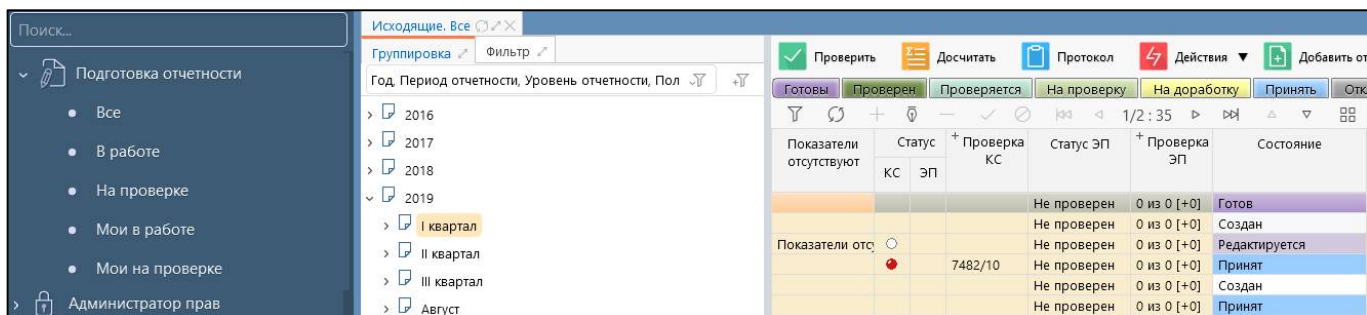 Поиск...
Подготовка отчетности
Все
В работе
На проверке
Мои в работе
Мои на проверке
Администратор прав
Исходящие. Все
Группировка Фильтр
Год, Период отчетности, Уровень отчетности, Пол
2016
2017
2018
2019
I квартал
II квартал
III квартал
Август
Проверить Досчитать Протокол Действия ▼ Добавить от
Готовы Проверен Проверяется На проверку На доработку Принять Отк
1/2 : 35
Показатели отсутствуют Статус + Проверка КС Статус ЭП + Проверка ЭП Состояние
КС ЭП
Не проверен 0 из 0 [+0] Готов
Не проверен 0 из 0 [+0] Создан
Показатели отс Не проверен 0 из 0 [+0] Редактируется
7482/10 Не проверен 0 из 0 [+0] Принят
Не проверен 0 из 0 [+0] Создан
Не проверен 0 из 0 [+0] Принят